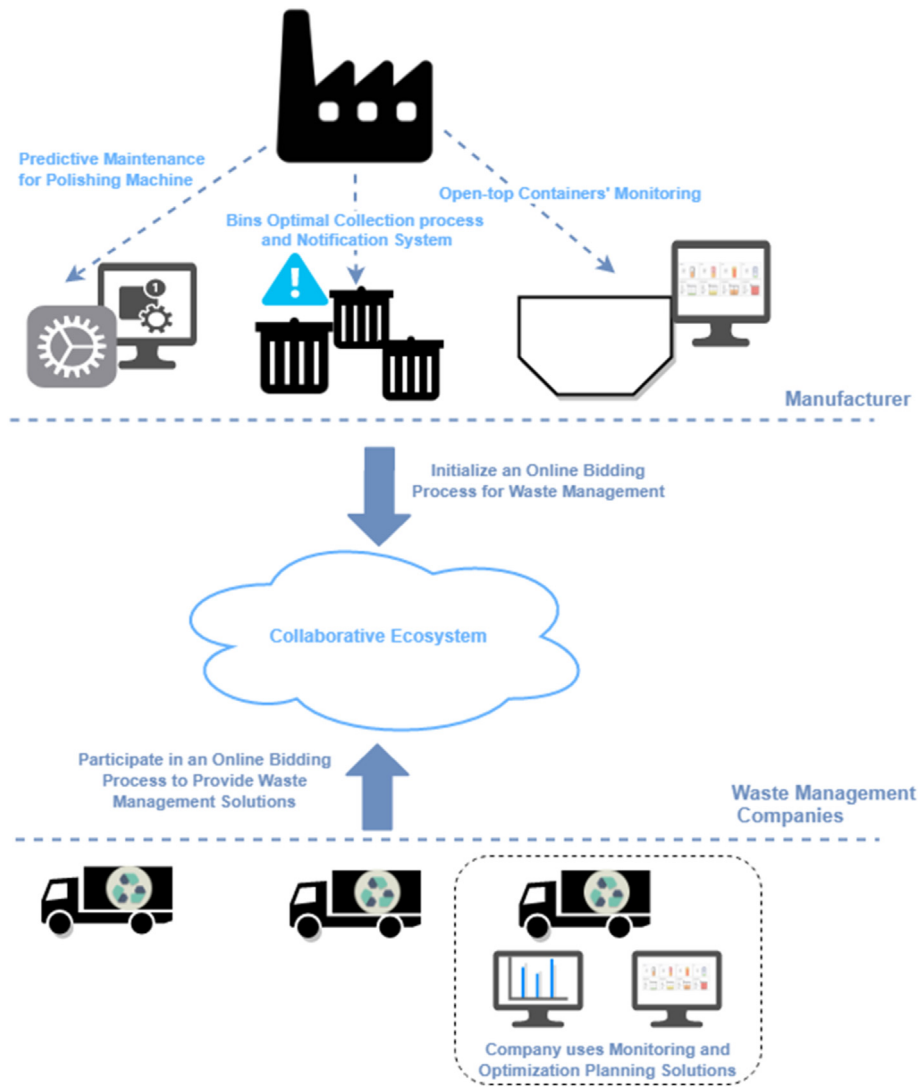 Predictive Maintenance
for Polishing Machine
Open-top Containers' Monitoring
Bins Optimal Collection process
and Notification System
1
Manufacturer
Initialize an Online Bidding
Process for Waste Management
Collaborative Ecosystem
Participate in an Online Bidding
Process to Provide Waste
Management Solutions
Waste Management
Companies
Company uses Monitoring and
Optimization Planning Solutions